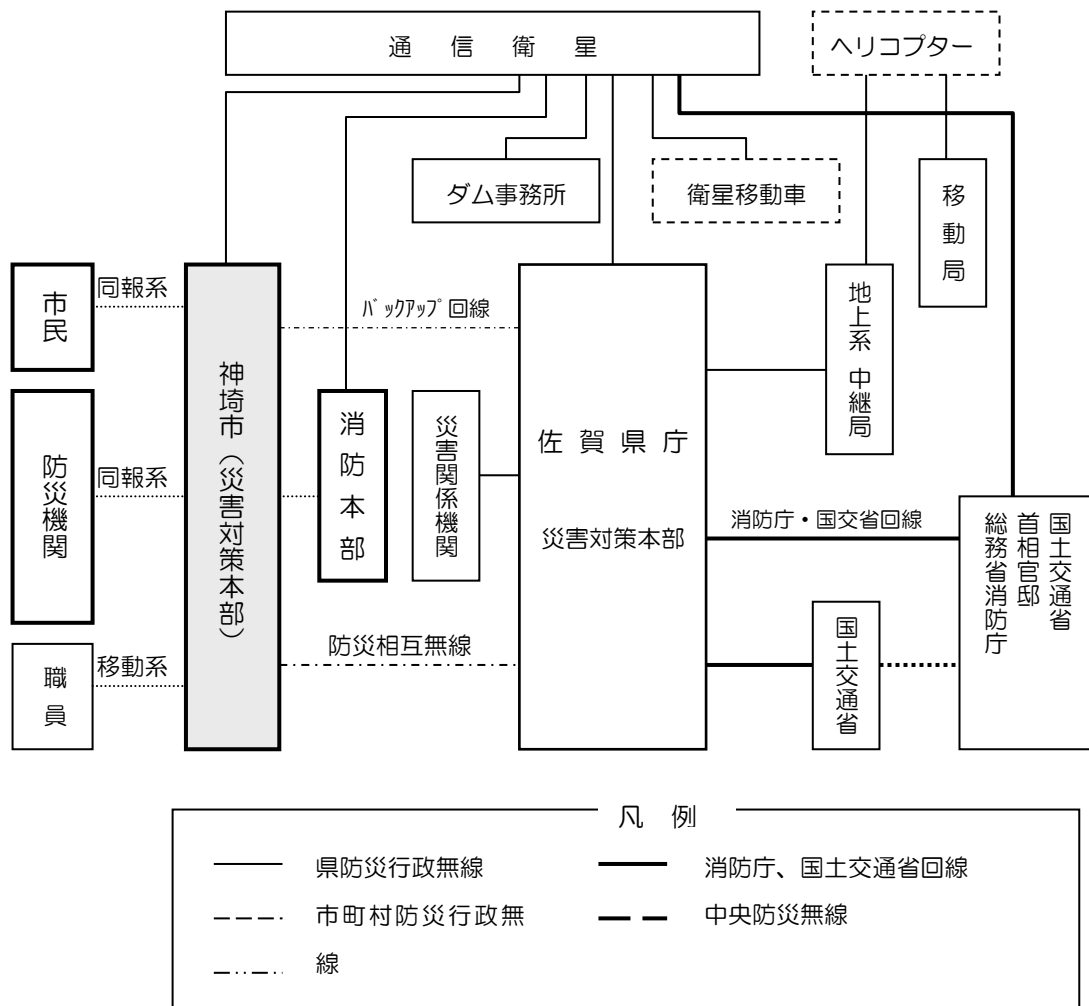 通信衛星
ヘリコプター
ダム事務所
衛星移動車
移動局
市民
同報系
神埼市（災害対策本部）
バックアップ回線
消防本部
災害関係機関
佐賀県庁
災害対策本部
地上系 中継局
防災機関
同報系
消防庁・国交省回線
国土交通省
首相官邸
総務省消防庁
職員
移動系
防災相互無線
国土交通省
凡例
県防災行政無線
消防庁、国土交通省回線
市町村防災行政無
中央防災無線
線